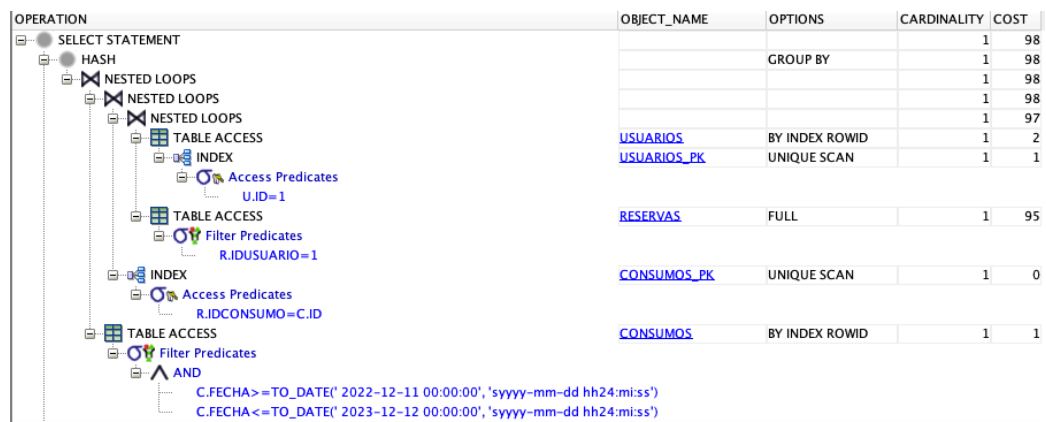 OPERATION OBJECT_NAME OPTIONS CARDINALITY COST
SELECT STATEMENT 1 98
HASH GROUP BY 1 98
NESTED LOOPS 1 98
NESTED LOOPS 1 98
NESTED LOOPS 1 97
TABLE ACCESS USUARIOS BY INDEX ROWID 1 2
INDEX USUARIOS_PK UNIQUE SCAN 1 1
Access Predicates
U.ID=1
TABLE ACCESS RESERVAS FULL 1 95
Filter Predicates
R.IDUSUARIO=1
INDEX CONSUMOS_PK UNIQUE SCAN 1 0
Access Predicates
R.IDCONSUMO=C.ID
TABLE ACCESS CONSUMOS BY INDEX ROWID 1 1
Filter Predicates
AND
C.FECHA>=TO_DATE(' 2022-12-11 00:00:00', 'syyyy-mm-dd hh24:mi:ss')
C.FECHA<=TO_DATE(' 2023-12-12 00:00:00', 'syyyy-mm-dd hh24:mi:ss')